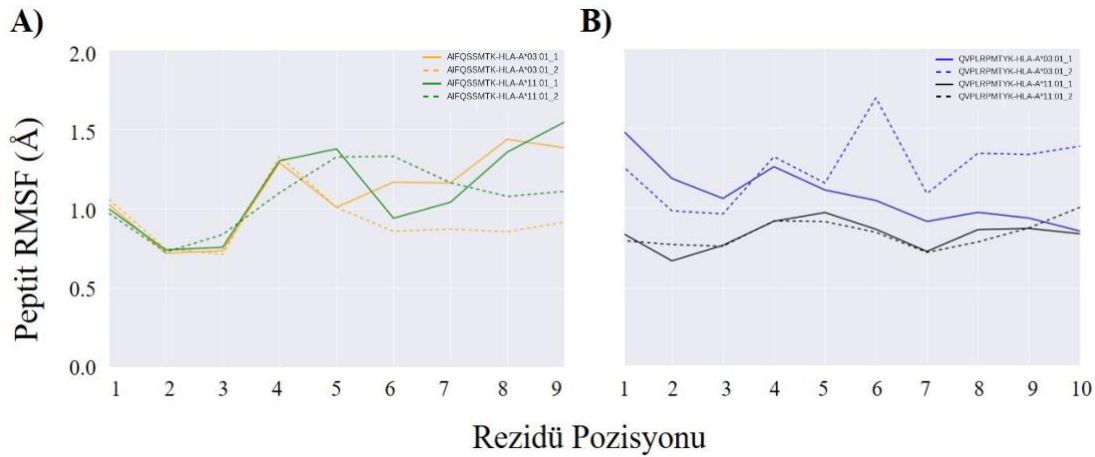 A)
B)
AIFQSSMTK-HLA-A*03:01_1
AIFQSSMTK-HLA-A*03:01_2
AIFQSSMTK-HLA-A*11:01_1
AIFQSSMTK-HLA-A*11:01_2
QVPLRPMTYK-HLA-A*03:01_1
QVPLRPMTYK-HLA-A*03:01_2
QVPLRPMTYK-HLA-A*11:01_1
QVPLRPMTYK-HLA-A*11:01_2
Peptit RMSF (Å)
2.0
1.5
1.0
0.5
0.0
1 2 3 4 5 6 7 8 9
1 2 3 4 5 6 7 8 9 10
Rezidü Pozisyonu